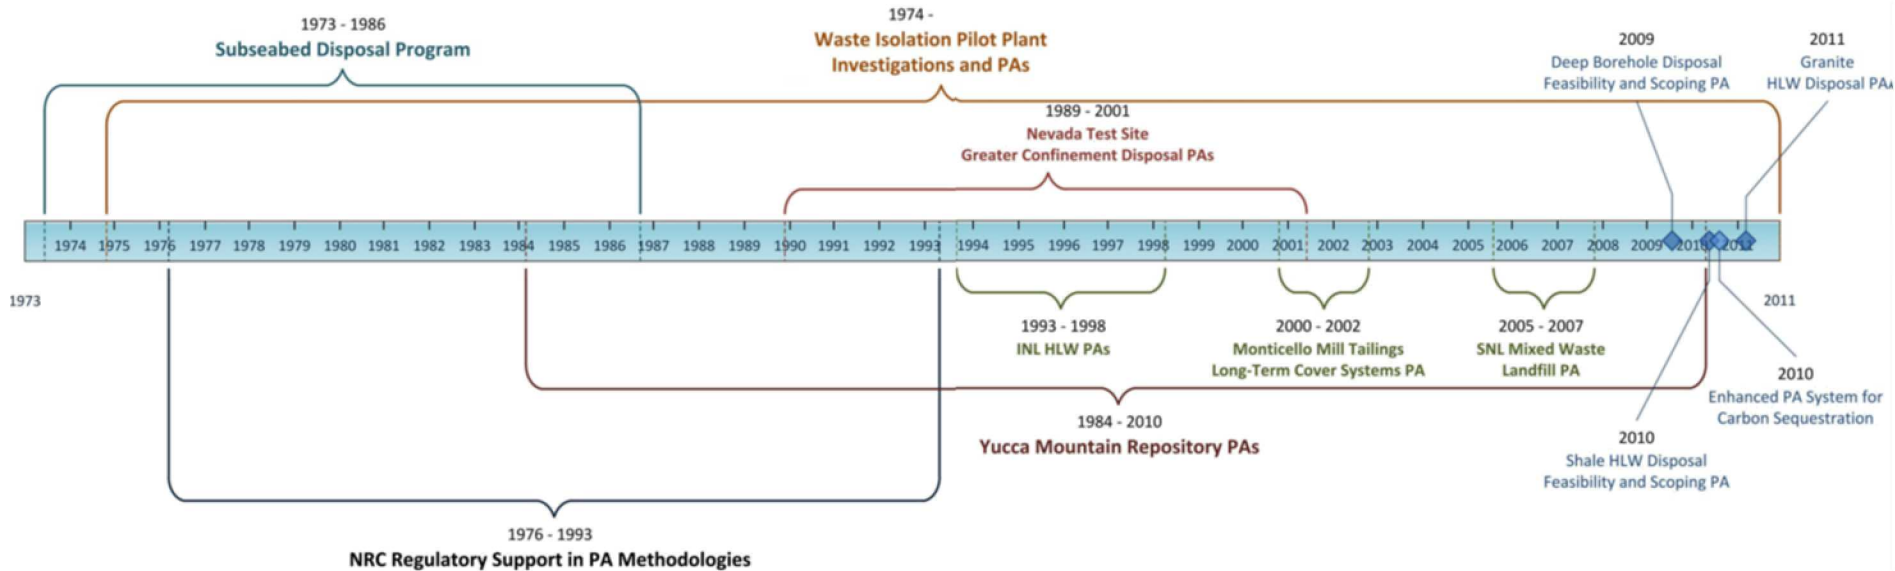 1973 - 1986
Subseabed Disposal Program
1974 -
Waste Isolation Pilot Plant
Investigations and PAs
1989 - 2001
Nevada Test Site
Greater Confinement Disposal PAs
2009
Deep Borehole Disposal
Feasibility and Scoping PA
2011
Granite
HLW Disposal PAs
1974 1975 1976 1977 1978 1979 1980 1981 1982 1983 1984 1985 1986 1987 1988 1989 1990 1991 1992 1993 1994 1995 1996 1997 1998 1999 2000 2001 2002 2003 2004 2005 2006 2007 2008 2009 2010 2011
1973
2011
1993 - 1998
INL HLW PAs
2000 - 2002
Monticello Mill Tailings
Long-Term Cover Systems PA
2005 - 2007
SNL Mixed Waste
Landfill PA
2010
Enhanced PA System for
Carbon Sequestration
1984 - 2010
Yucca Mountain Repository PAs
2010
Shale HLW Disposal
Feasibility and Scoping PA
1976 - 1993
NRC Regulatory Support in PA Methodologies